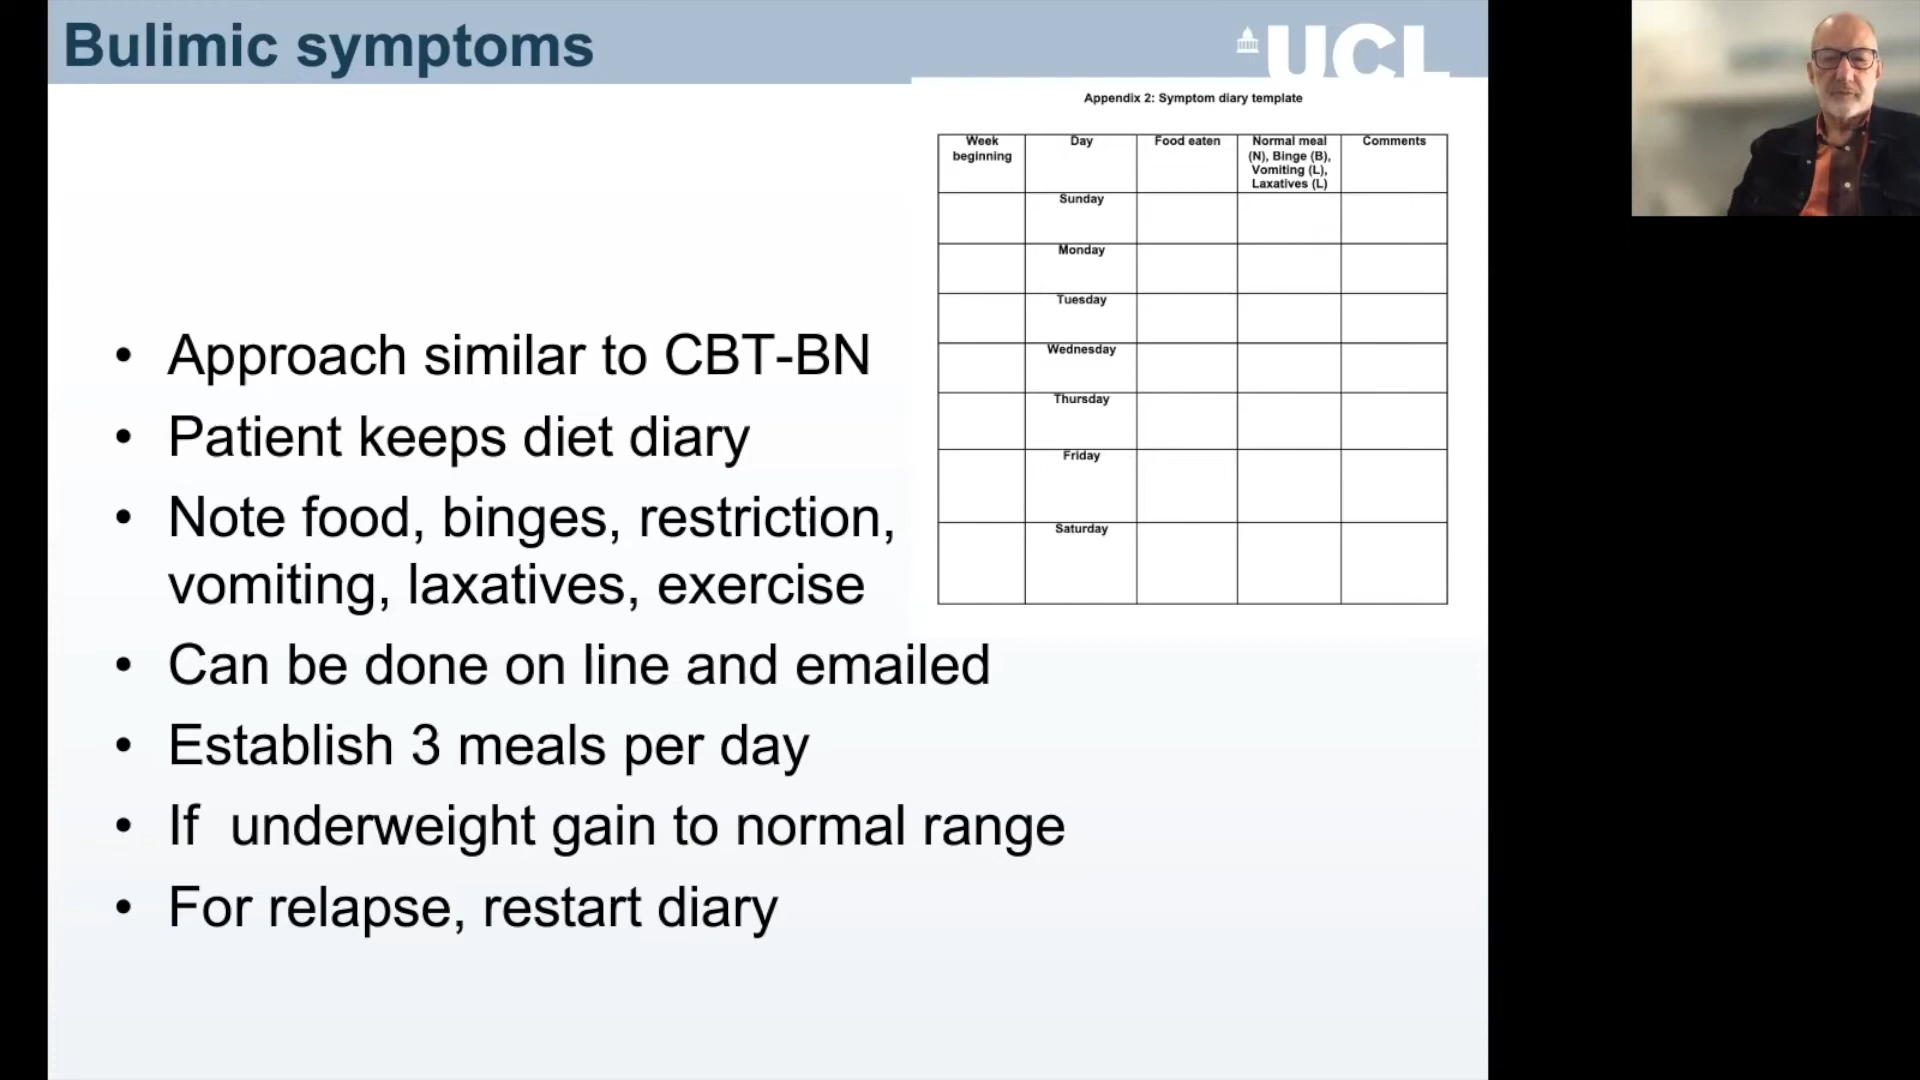 Bulimic symptoms
UCL
Appendix 2: Symptom diary template
Week beginning
Day
Food eaten
Normal meal (N), Binge (B), Vomiting (L), Laxatives (L)
Comments
Sunday
Monday
Tuesday
Wednesday
Thursday
Friday
Saturday
• Approach similar to CBT-BN
• Patient keeps diet diary
• Note food, binges, restriction,
vomiting, laxatives, exercise
• Can be done on line and emailed
• Establish 3 meals per day
• If  underweight gain to normal range
• For relapse, restart diary